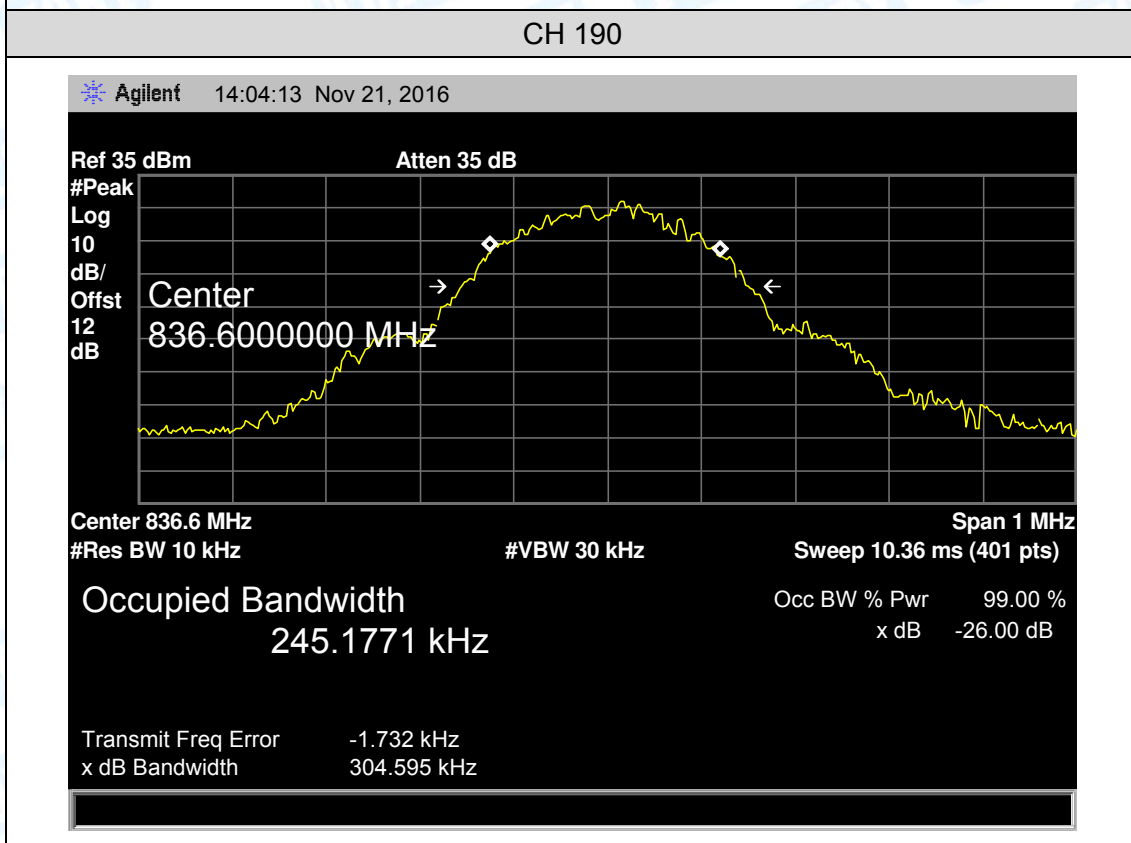 CH 190
Agilent 14:04:13 Nov 21, 2016
Ref 35 dBm Atten 35 dB
#Peak
Log
10
dB/
Offst
12
dB
Center
836.6000000 MHz
Center 836.6 MHz Span 1 MHz
#Res BW 10 kHz #VBW 30 kHz Sweep 10.36 ms (401 pts)
Occupied Bandwidth
245.1771 kHz
Occ BW % Pwr 99.00 %
x dB -26.00 dB
Transmit Freq Error -1.732 kHz
x dB Bandwidth 304.595 kHz